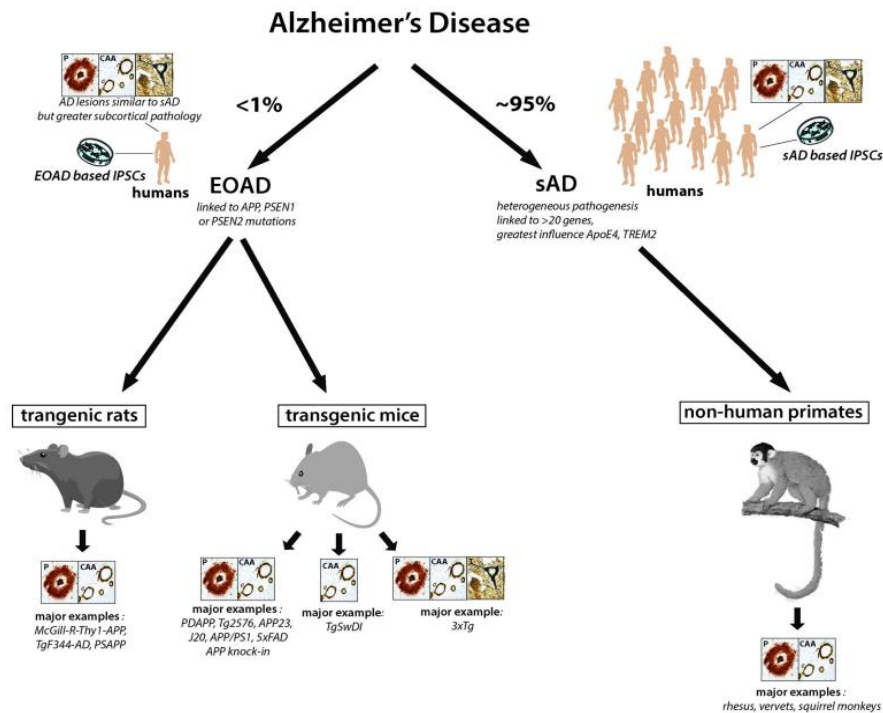 Alzheimer's Disease
P CAA
AD lesions similar to sAD
but greater subcortical pathology
EOAD based IPSCs
humans
<1%
~95%
P CAA
sAD based IPSCs
humans
EOAD
linked to APP, PSEN1
or PSEN2 mutations
sAD
heterogeneous pathogenesis
linked to >20 genes,
greatest influence ApoE4, TREM2
trangenic rats
transgenic mice
non-human primates
P CAA
major examples :
McGill-R-Thy1-APP,
TgF344-AD, PSAPP
P CAA
major examples :
PDAPP, Tg2576, APP23,
J20, APP/PS1, 5xFAD
APP knock-in
CAA
major example:
TgSwDI
P CAA
major example:
3xTg
P CAA
major examples :
rhesus, vervets, squirrel monkeys